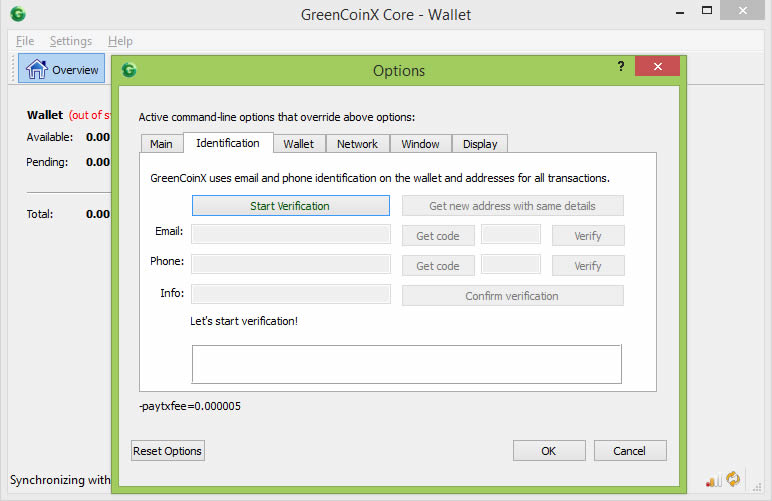 GreenCoinX Core - Wallet
File Settings Help
Overview
Options
?
Wallet (out of
Available: 0.00
Pending: 0.00
Total: 0.00
Active command-line options that override above options:
Main Identification Wallet Network Window Display
GreenCoinX uses email and phone identification on the wallet and addresses for all transactions.
Start Verification Get new address with same details
Email: Get code Verify
Phone: Get code Verify
Info: Confirm verification
Let's start verification!
-paytxfee=0.000005
Reset Options OK Cancel
Synchronizing with